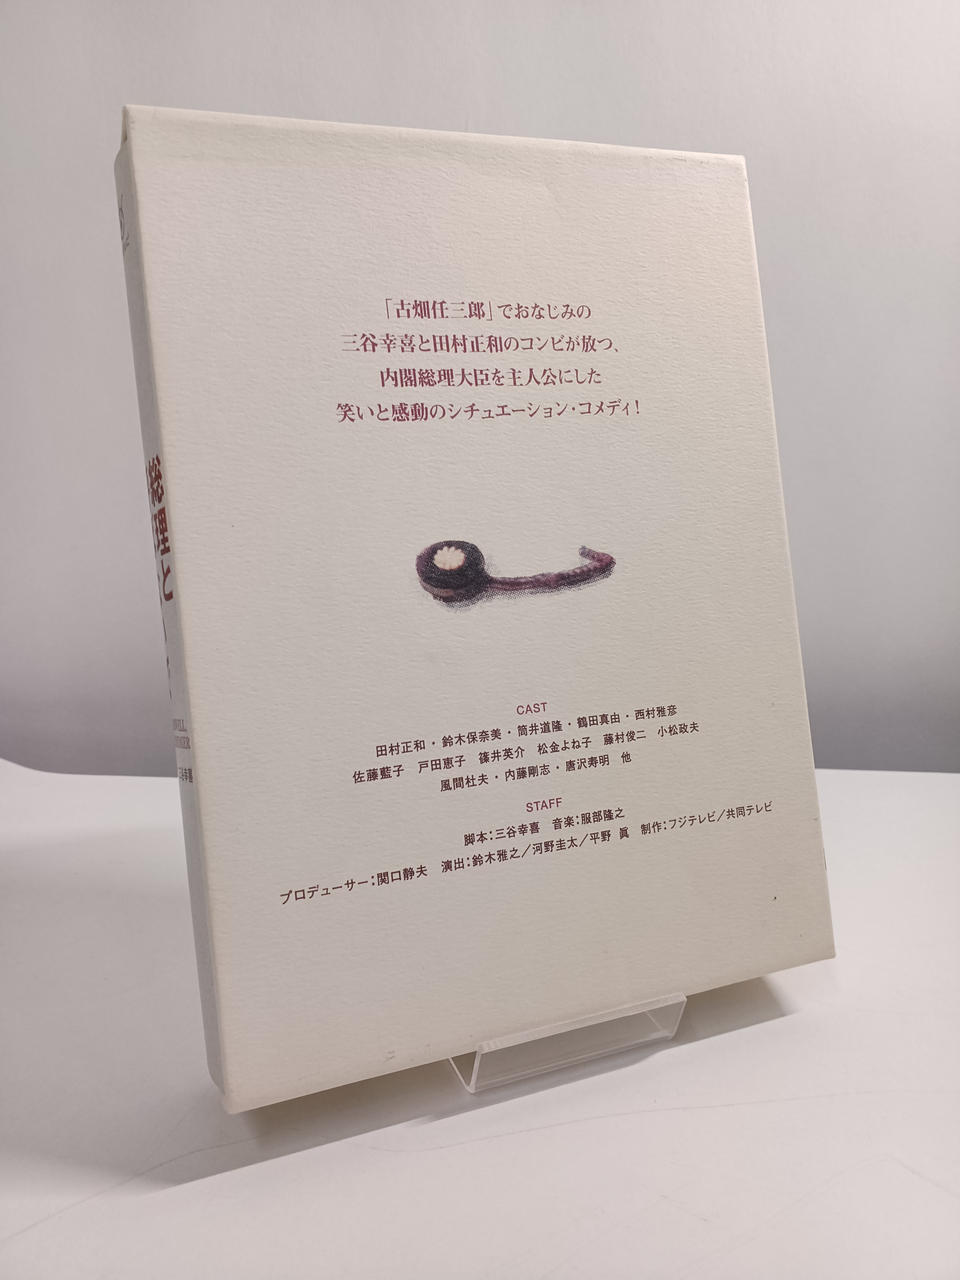 「古畑任三郎」でおなじみの
三谷幸喜と田村正和のコンビが放つ、
内閣総理大臣を主人公にした
笑いと感動のシチュエーション・コメディ!
CAST
田村正和・鈴木保奈美・筒井道隆・鶴田真由・西村雅彦
佐藤藍子 戸田恵子 篠井英介 松金よね子 藤村俊二 小松政夫
風間杜夫・内藤剛志・唐沢寿明 他
STAFF
脚本:三谷幸喜 音楽:服部隆之
プロデューサー:関口静夫 演出:鈴木雅之/河野圭太/平野 眞 制作:フジテレビ/共同テレビ
総理と
三谷幸喜